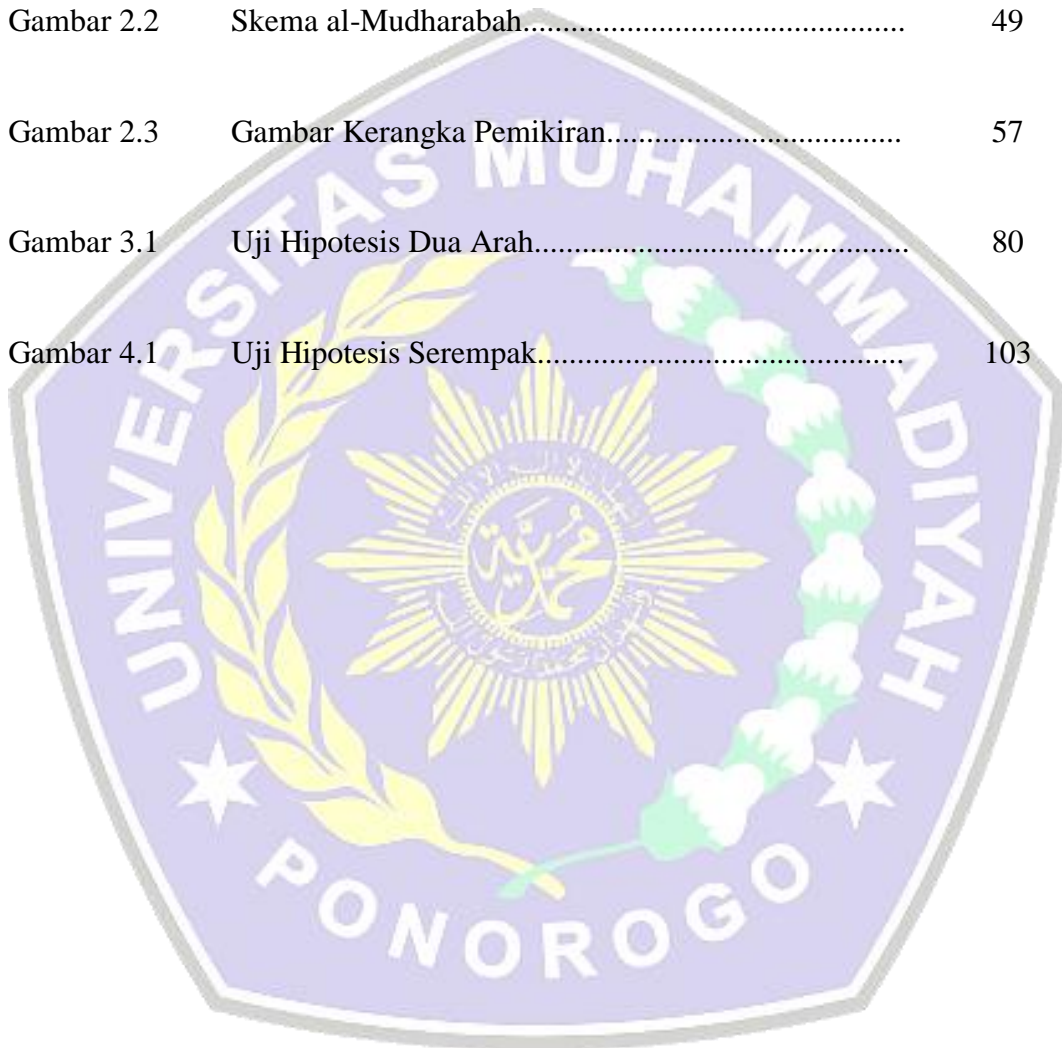 Gambar 2.2 Skema al-Mudharabah............................................... 49
Gambar 2.3 Gambar Kerangka Pemikiran.................................... 57
Gambar 3.1 Uji Hipotesis Dua Arah.............................................. 80
Gambar 4.1 Uji Hipotesis Serempak............................................. 103
UNIVERSITAS MUHAMMADIYAH
PONOROGO